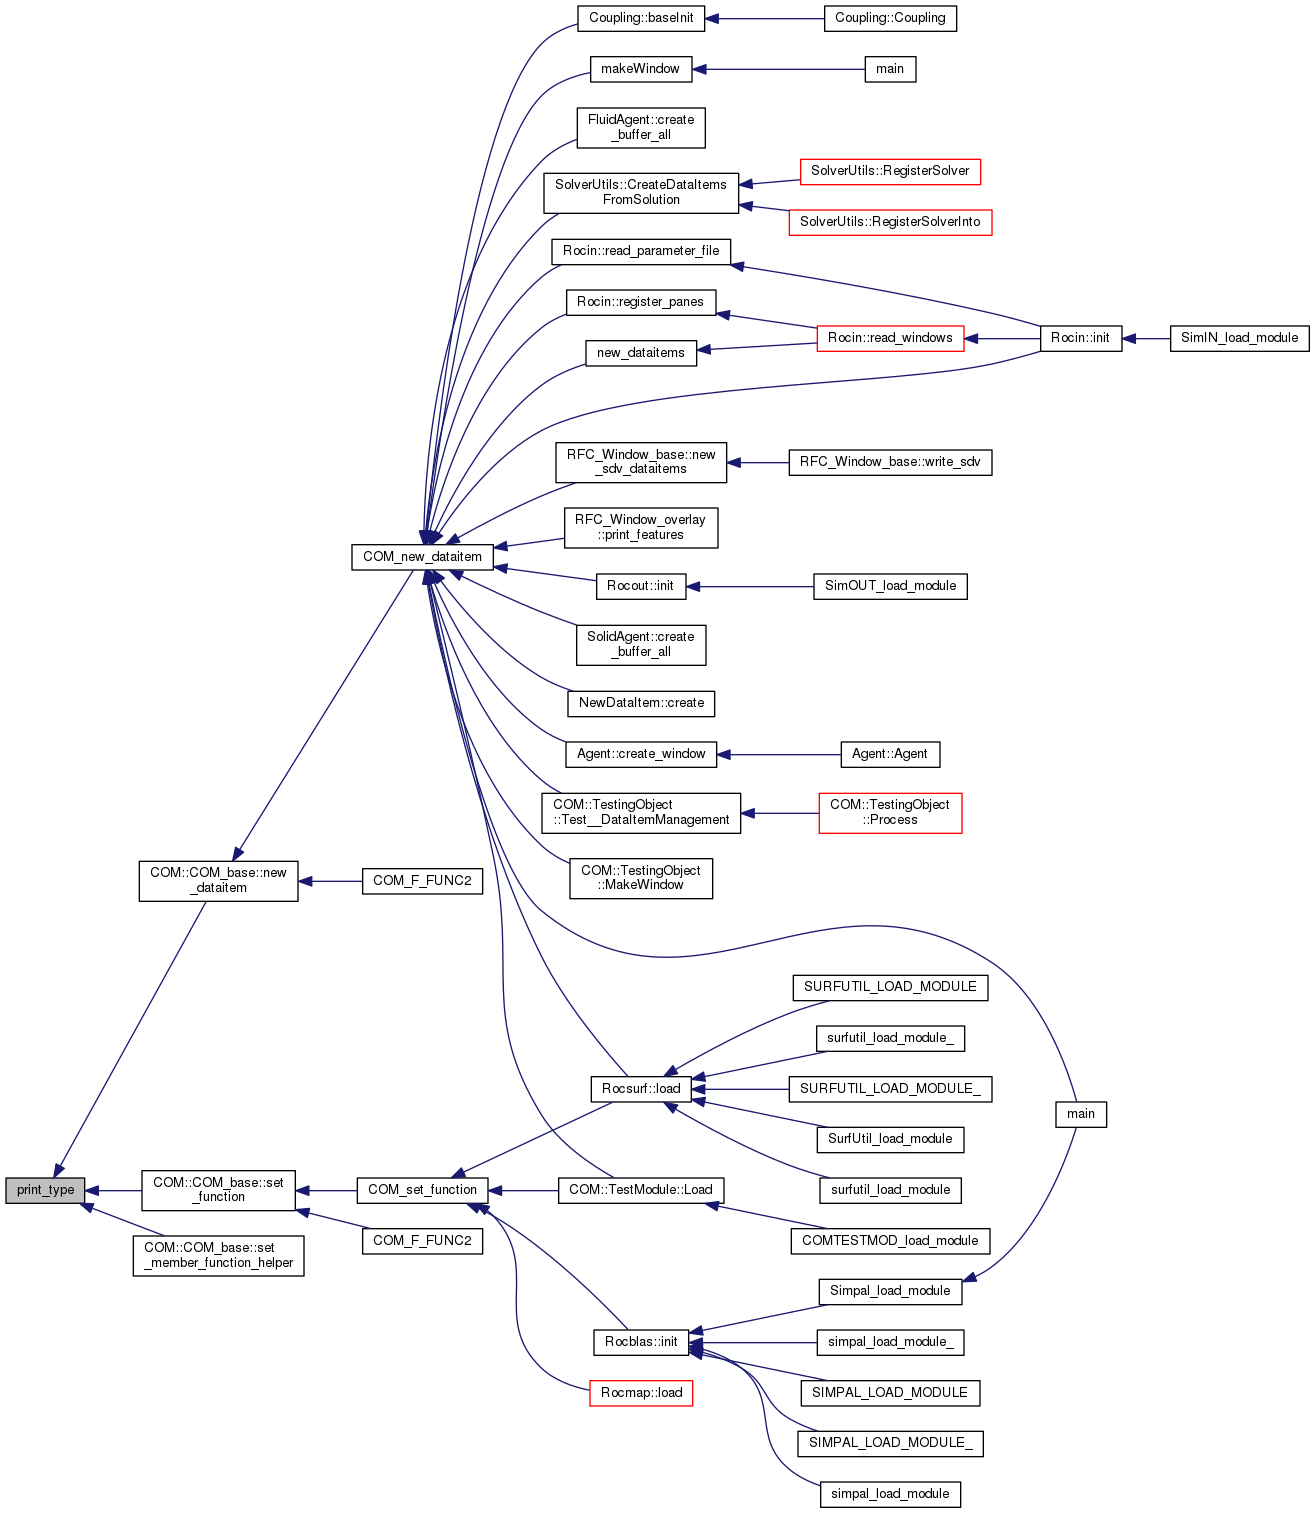 Coupling::baseInit
Coupling::Coupling
makeWindow
main
FluidAgent::create
_buffer_all
SolverUtils::CreateDataItems
FromSolution
SolverUtils::RegisterSolver
SolverUtils::RegisterSolverInto
Rocin::read_parameter_file
Rocin::register_panes
new_dataitems
Rocin::read_windows
Rocin::init
SimIN_load_module
RFC_Window_base::new
_sdv_dataitems
RFC_Window_base::write_sdv
RFC_Window_overlay
::print_features
COM_new_dataitem
Rocout::init
SimOUT_load_module
SolidAgent::create
_buffer_all
NewDataItem::create
Agent::create_window
Agent::Agent
COM::TestingObject
::Test__DataItemManagement
COM::TestingObject
::Process
COM::TestingObject
::MakeWindow
COM::COM_base::new
_dataitem
COM_F_FUNC2
SURFUTIL_LOAD_MODULE
surfutil_load_module_
Rocsurf::load
SURFUTIL_LOAD_MODULE_
main
SurfUtil_load_module
print_type
COM::COM_base::set
_function
COM_set_function
COM::TestModule::Load
surfutil_load_module
COM_F_FUNC2
COMTESTMOD_load_module
COM::COM_base::set
_member_function_helper
Simpal_load_module
Rocblas::init
simpal_load_module_
Rocmap::load
SIMPAL_LOAD_MODULE
SIMPAL_LOAD_MODULE_
simpal_load_module